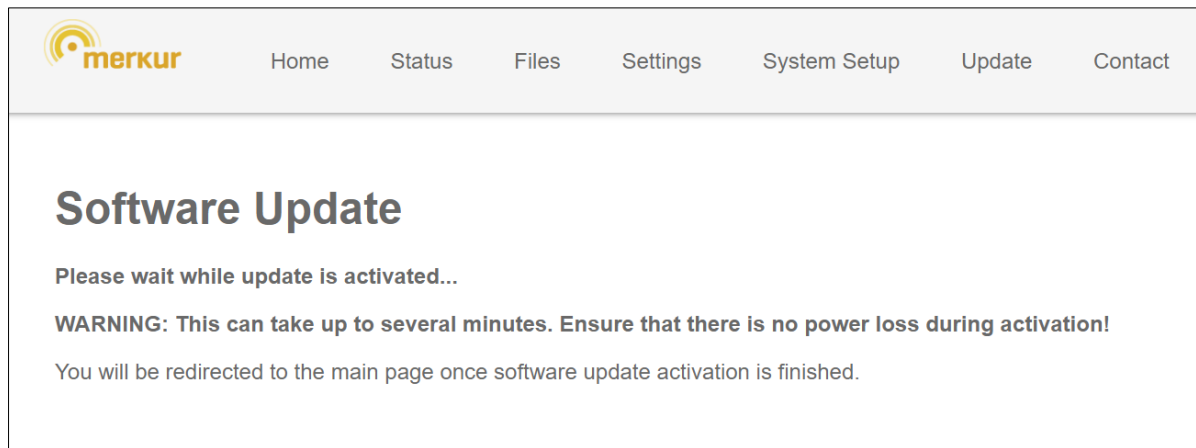 merkur Home Status Files Settings System Setup Update Contact
Software Update
Please wait while update is activated...
WARNING: This can take up to several minutes. Ensure that there is no power loss during activation!
You will be redirected to the main page once software update activation is finished.